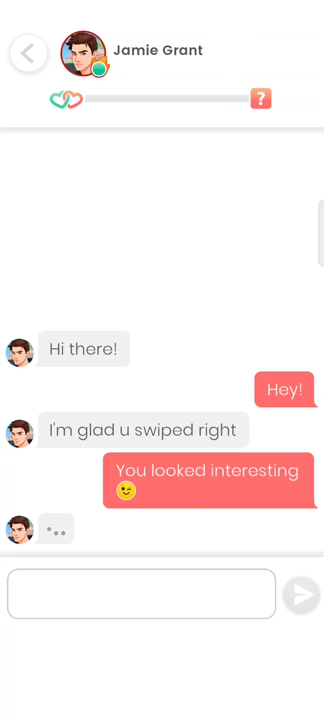 Jamie Grant
?
Hi there!
Hey!
I'm glad u swiped right
You looked interesting
😉